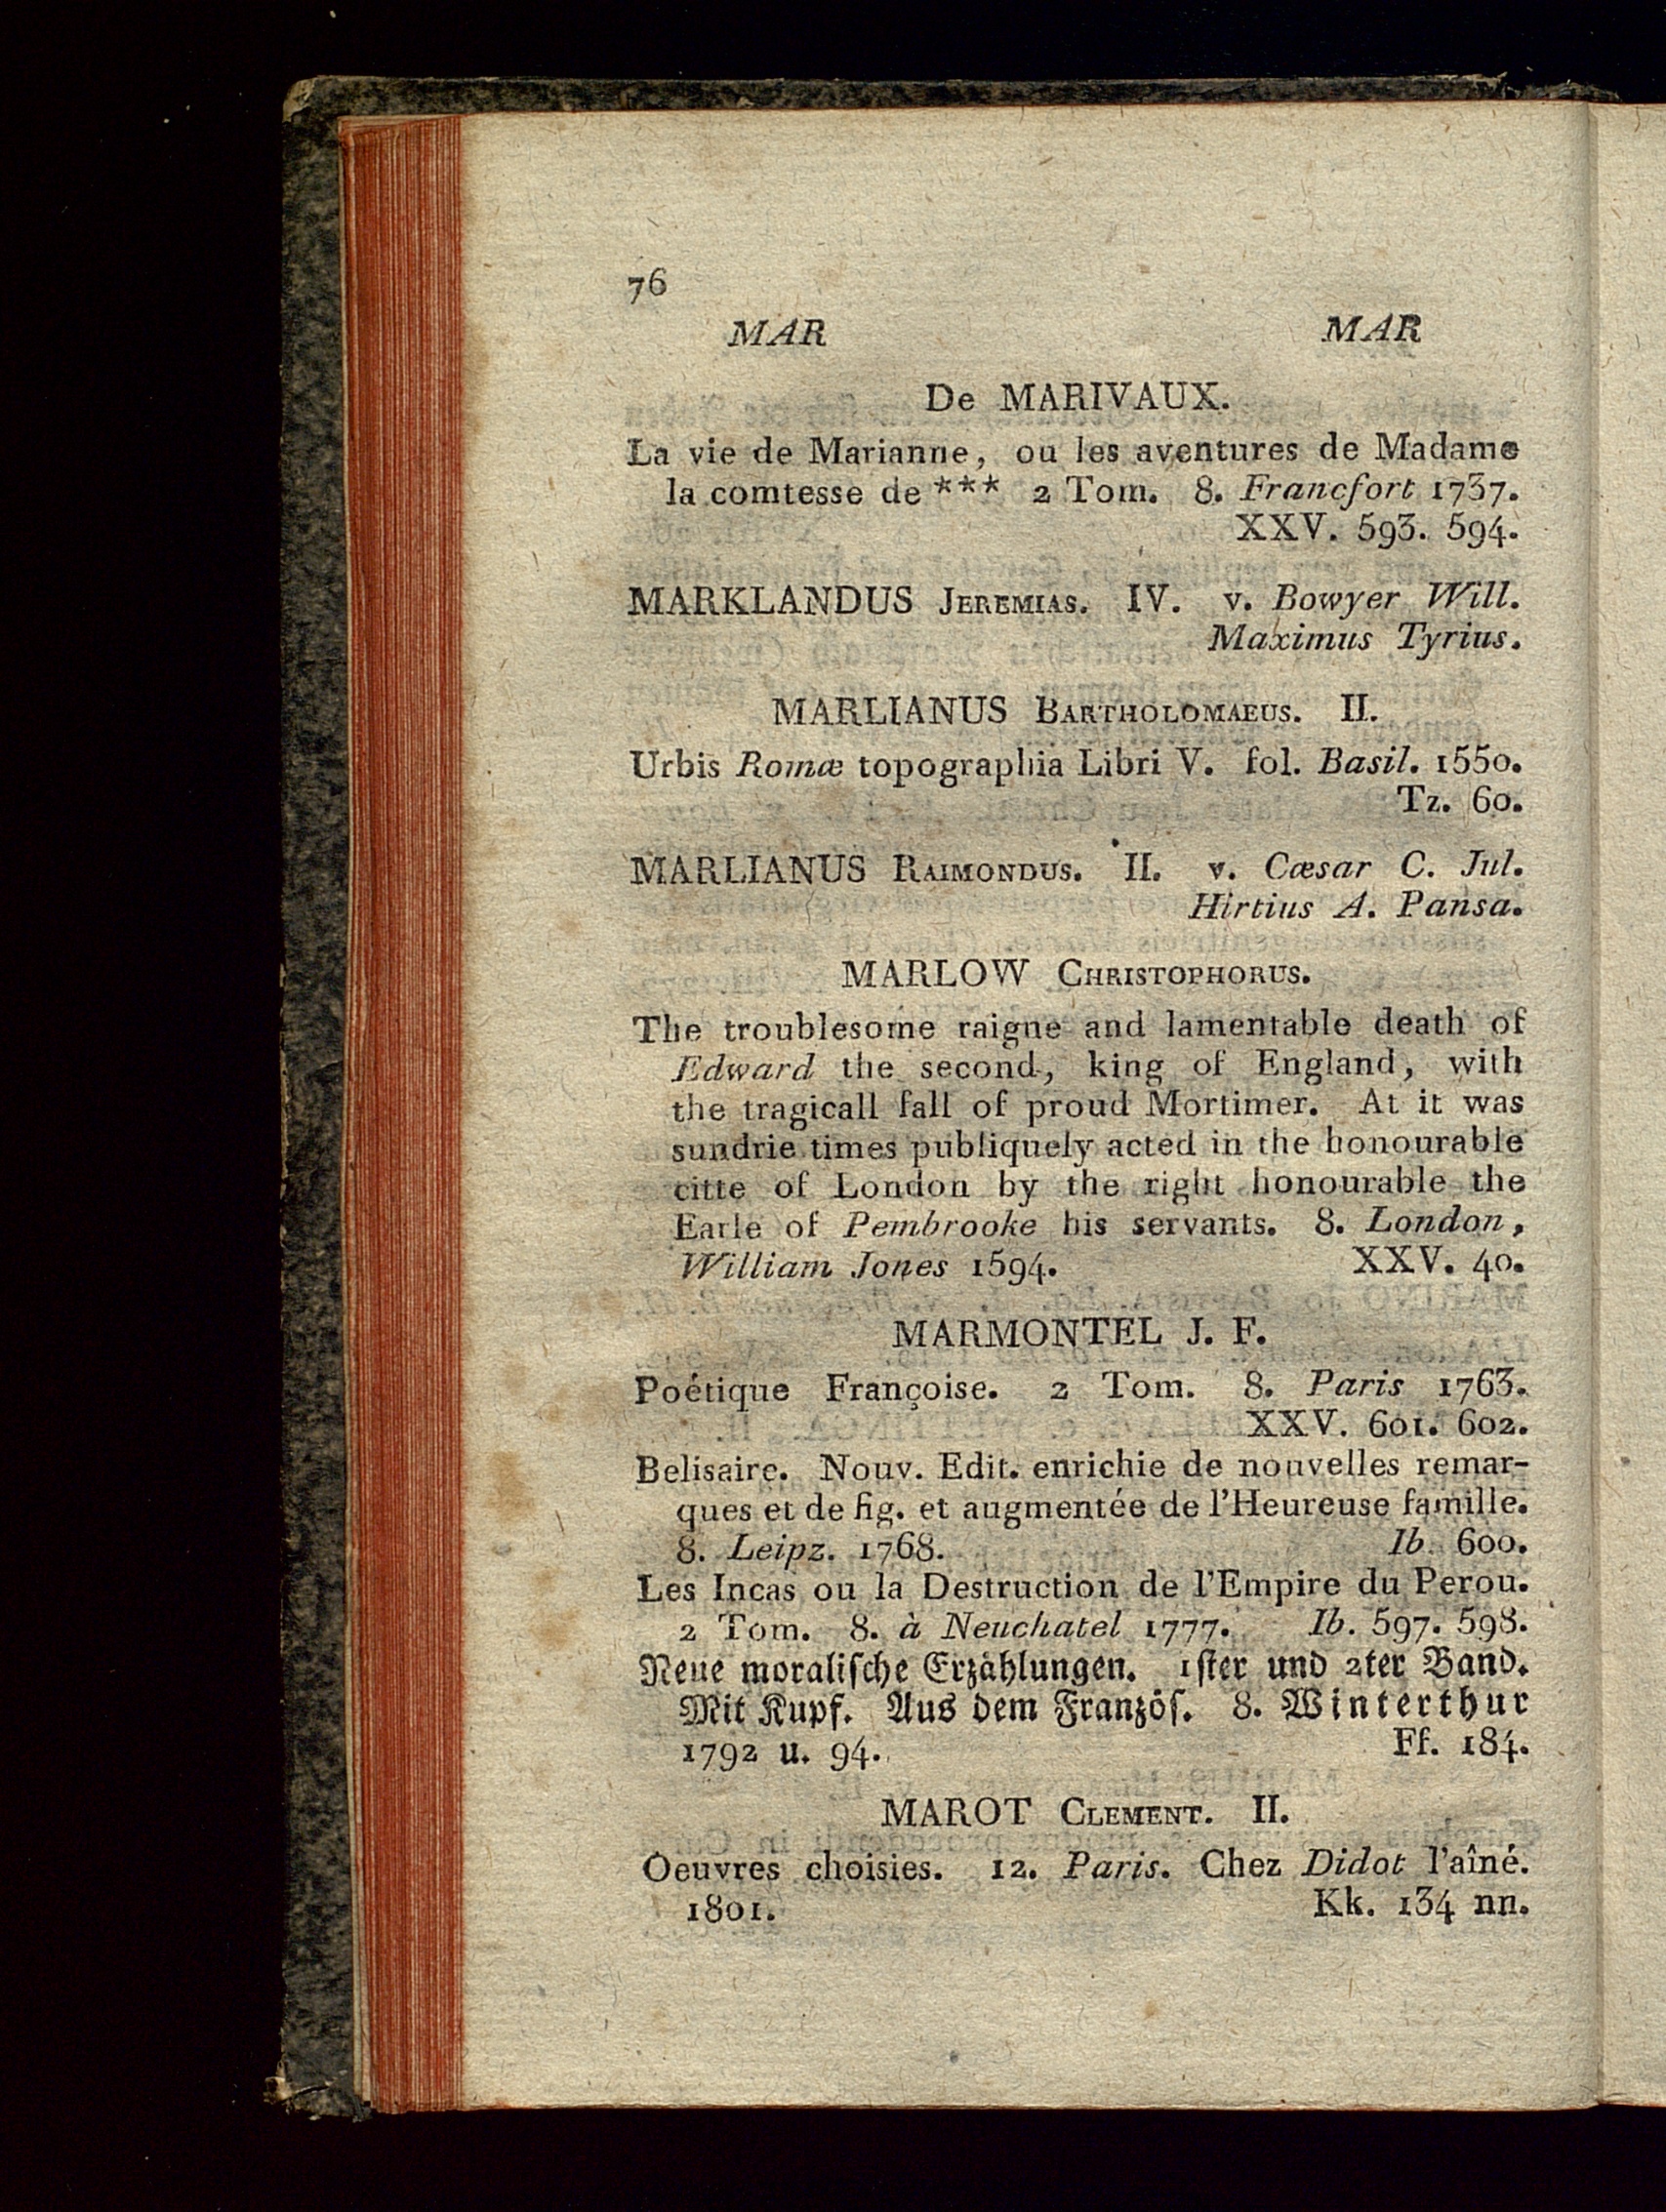 76
MAR MAR
De MARIVAUX.
La vie de Marianne, ou les aventures de Madame
la comtesse de *** 2 Tom. 8. Francfort 1737.
XXV. 593. 594.
MARKLANDUS JEREMIAS. IV. v. Bowyer Will.
Maximus Tyrius.
MARLIANUS BARTHOLOMAEUS. II.
Urbis Romæ topographia Libri V. fol. Basil. 1550.
Tz. 60.
MARLIANUS RAIMONDUS. II. v. Cæsar C. Jul.
Hirtius A. Pansa.
MARLOW CHRISTOPHORUS.
The troublesome raigne and lamentable death of
Edward the second, king of England, with
the tragicall fall of proud Mortimer. At it was
sundrie times publiquely acted in the honourable
citte of London by the right honourable the
Earle of Pembrooke his servants. 8. London,
William Jones 1594. XXV. 40.
MARMONTEL J. F.
Poétique Françoise. 2 Tom. 8. Paris 1763.
XXV. 601. 602.
Belisaire. Nouv. Edit. enrichie de nouvelles remar-
ques et de fig. et augmentée de l'Heureuse famille.
8. Leipz. 1768. Ib. 600.
Les Incas ou la Destruction de l'Empire du Perou.
2 Tom. 8. à Neuchatel 1777. Ib. 597. 598.
Neue moraliſche Erzählungen. 1ſter und 2ter Band.
Mit Kupf. Aus dem Franzöſ. 8. Winterthur
1792 u. 94. Ff. 184.
MAROT CLEMENT. II.
Oeuvres choisies. 12. Paris. Chez Didot l'aîné.
1801. Kk. 134 nn.